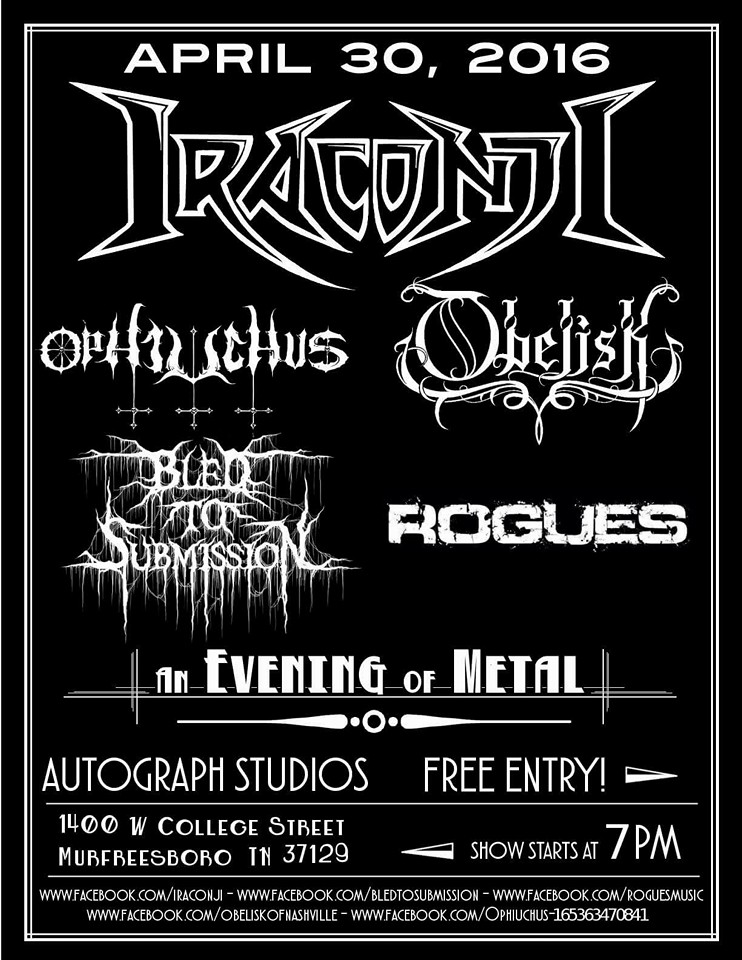 APRIL 30, 2016
IRACONJI
OPHIUCHUS
Obelisk
BLED
TO
SUBMISSION
ROGUES
AN EVENING OF METAL
AUTOGRAPH STUDIOS
FREE ENTRY!
1400 W COLLEGE STREET
MURFREESBORO TN 37129
SHOW STARTS AT 7PM
WWW.FACEBOOK.COM/IRACONJI - WWW.FACEBOOK.COM/BLEDTOSUBMISSION - WWW.FACEBOOK.COM/ROGUESMUSIC
WWW.FACEBOOK.COM/OBELISKOFNASHVILLE - WWW.FACEBOOK.COM/OPHIUCHUS-165363470841